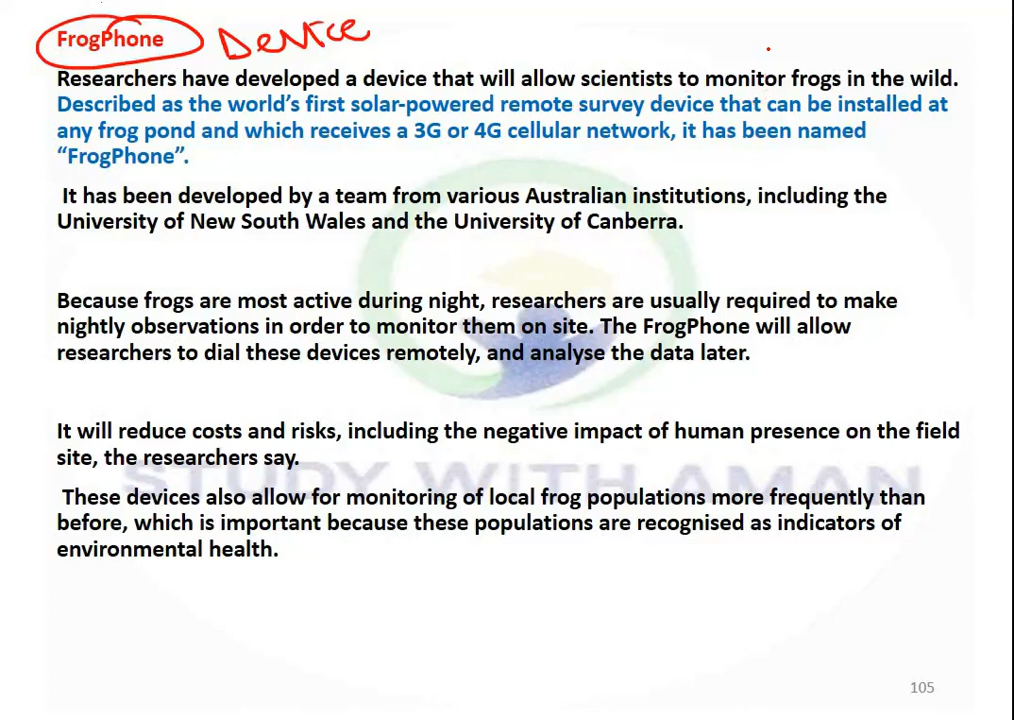 FrogPhone Device
Researchers have developed a device that will allow scientists to monitor frogs in the wild.
Described as the world's first solar-powered remote survey device that can be installed at
any frog pond and which receives a 3G or 4G cellular network, it has been named
“FrogPhone”.
It has been developed by a team from various Australian institutions, including the
University of New South Wales and the University of Canberra.
Because frogs are most active during night, researchers are usually required to make
nightly observations in order to monitor them on site. The FrogPhone will allow
researchers to dial these devices remotely, and analyse the data later.
It will reduce costs and risks, including the negative impact of human presence on the field
site, the researchers say.
STUDY WITH AMAN
These devices also allow for monitoring of local frog populations more frequently than
before, which is important because these populations are recognised as indicators of
environmental health.
105